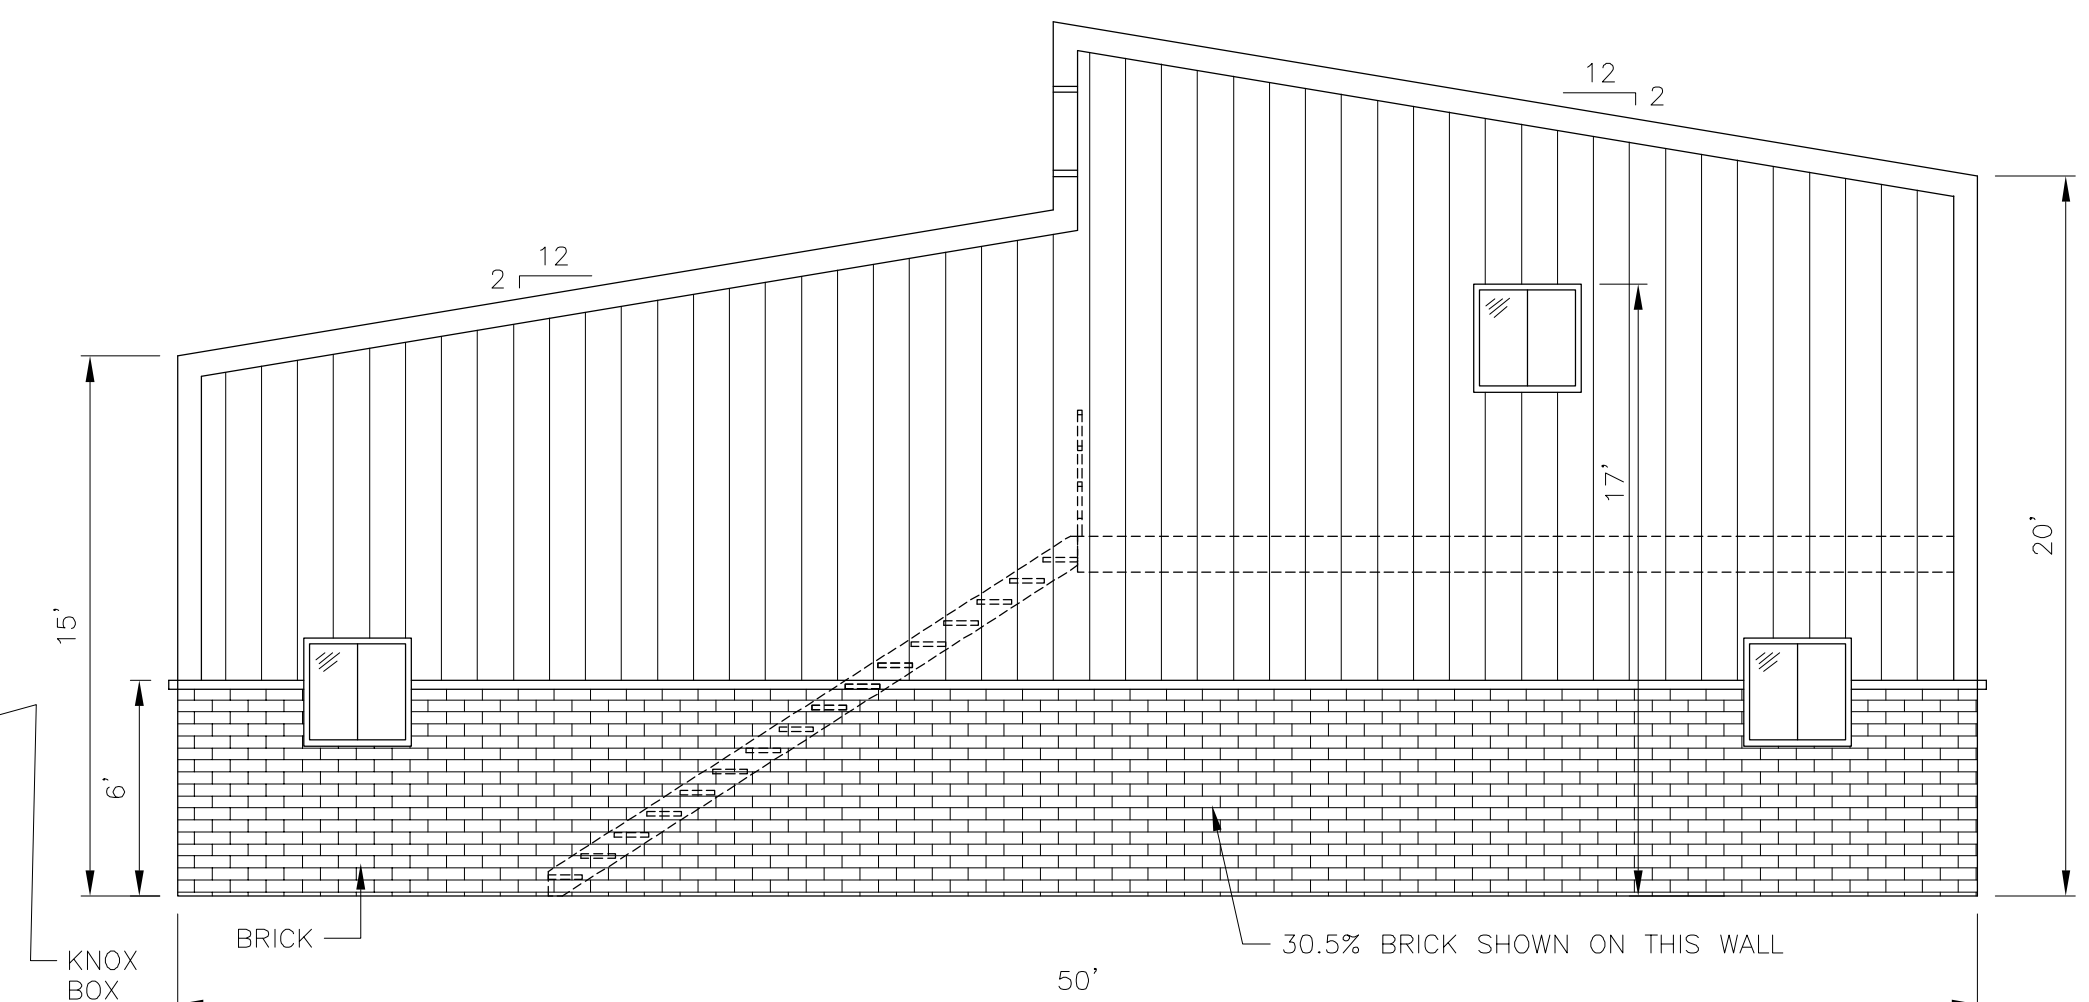 12
2
12
2
17'
20'
15'
6'
BRICK
30.5% BRICK SHOWN ON THIS WALL
KNOX
BOX
50'